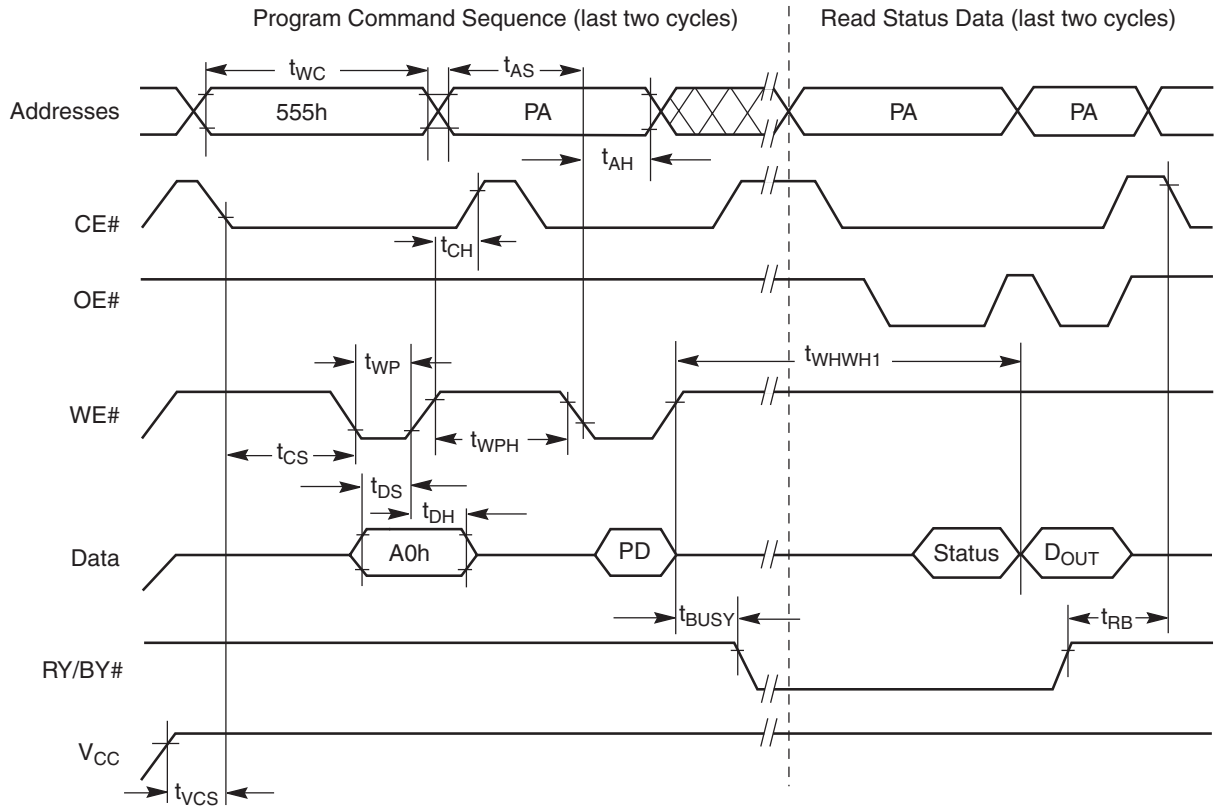 Program Command Sequence (last two cycles) Read Status Data (last two cycles)
tWC tAS
Addresses 555h PA PA PA
tAH
CE#
tCH
OE#
tWP tWHWH1
WE#
tCS tWPH
tDS
tDH
Data A0h PD Status DOUT
tBUSY tRB
RY/BY#
VCC
tVCS